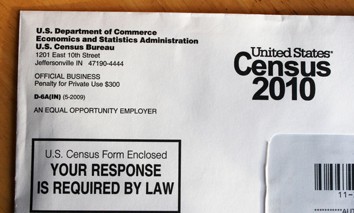 U.S. Department of Commerce
Economics and Statistics Administration
U.S. Census Bureau
1201 East 10th Street
Jeffersonville IN 47190-4444
OFFICIAL BUSINESS
Penalty for Private Use $300
D-6A(IN) (5-2009)
AN EQUAL OPPORTUNITY EMPLOYER
United States
Census
2010
U.S. Census Form Enclosed
YOUR RESPONSE
IS REQUIRED BY LAW